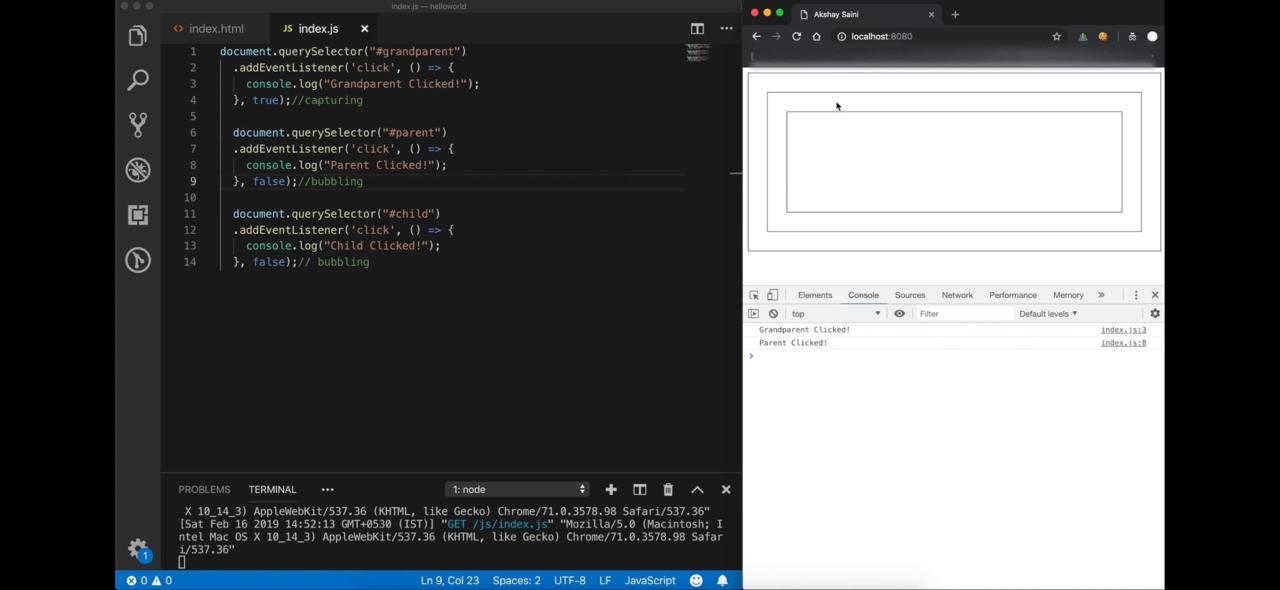 index.js — helloworld
index.html
JS index.js
1 document.querySelector("#grandparent")
2 .addEventListener('click', () => {
3 console.log("Grandparent Clicked!");
4 }, true);//capturing
5
6 document.querySelector("#parent")
7 .addEventListener('click', () => {
8 console.log("Parent Clicked!");
9 }, false);//bubbling
10
11 document.querySelector("#child")
12 .addEventListener('click', () => {
13 console.log("Child Clicked!");
14 }, false);// bubbling
PROBLEMS TERMINAL ••• 1: node
X 10_14_3) AppleWebKit/537.36 (KHTML, like Gecko) Chrome/71.0.3578.98 Safari/537.36"
[Sat Feb 16 2019 14:52:13 GMT+0530 (IST)] "GET /js/index.js" "Mozilla/5.0 (Macintosh; I
ntel Mac OS X 10_14_3) AppleWebKit/537.36 (KHTML, like Gecko) Chrome/71.0.3578.98 Safar
i/537.36"
1
0 0 Ln 9, Col 23 Spaces: 2 UTF-8 LF JavaScript
Akshay Saini
localhost:8080
Elements Console Sources Network Performance Memory »
top Filter Default levels
Grandparent Clicked! index.js:3
Parent Clicked! index.js:8